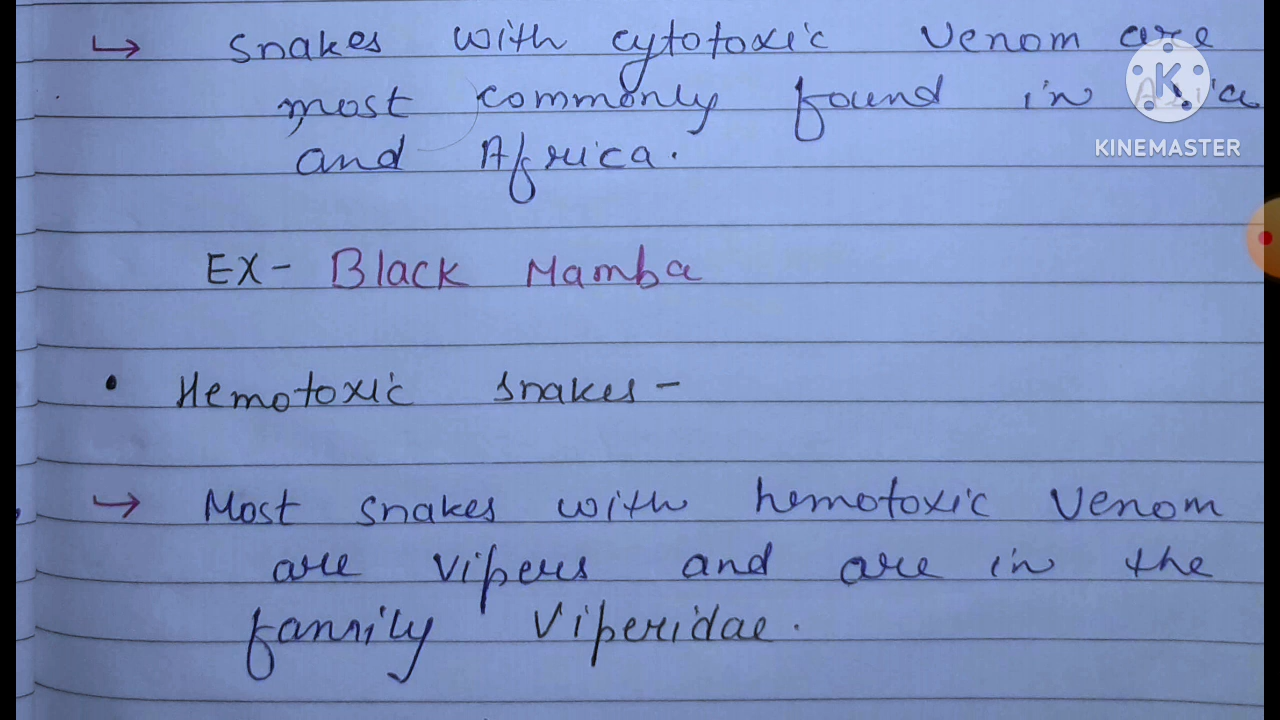 ↳ Snakes with cytotoxic venom are
most commonly found in Asia
and Africa.
K
KINEMASTER
EX- Black Mamba
• Hemotoxic snakes-
↳ Most snakes with hemotoxic venom
are vipers and are in the
family Viperidae.